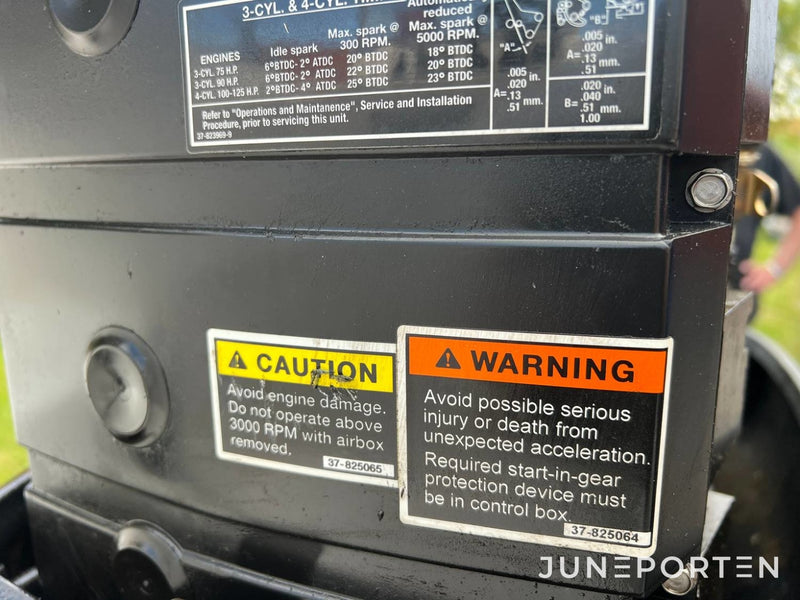 3-CYL. & 4-CYL.
Automatic
reduced
Max. spark @ Max. spark @
ENGINES Idle spark 300 RPM. 5000 RPM.
3-CYL. 75 H.P. 6°BTDC- 2° ATDC 20° BTDC 18° BTDC
3-CYL. 90 H.P. 6°BTDC- 2° ATDC 22° BTDC 20° BTDC
4-CYL. 100-125 H.P. 2°BTDC- 4° ATDC 25° BTDC 23° BTDC
Refer to "Operations and Maintanence", Service and Installation
Procedure, prior to servicing this unit.
37-823969-9
"A"
.005 in.
.020
A= .13
.51 mm.
"B"
.005 in.
.020
A= .13 mm.
.51
.020 in.
.040
B= .51 mm.
1.00
CAUTION
Avoid engine damage.
Do not operate above
3000 RPM with airbox
removed.
37-825065
WARNING
Avoid possible serious
injury or death from
unexpected acceleration.
Required start-in-gear
protection device must
be in control box.
37-825064
JUNEPORTEN